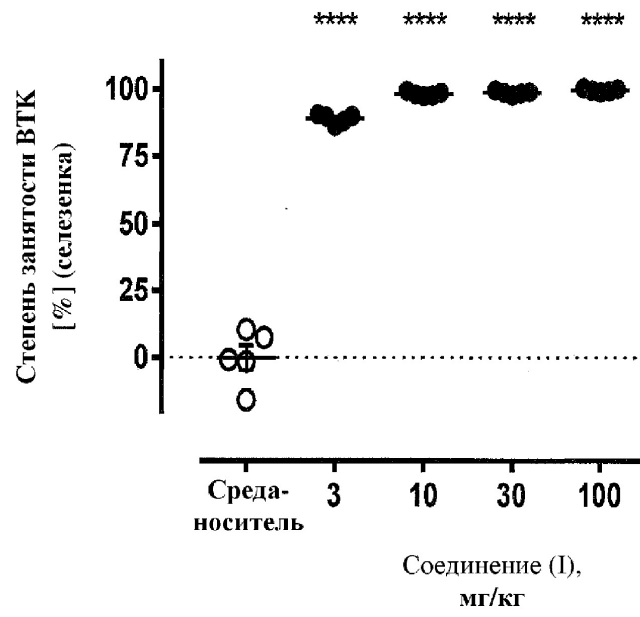 **** **** **** ****
Степень занятости ВТК
[%] (селезенка)
100
75
50
25
0
Среда-
носитель
3 10 30 100
Соединение (I),
мг/кг